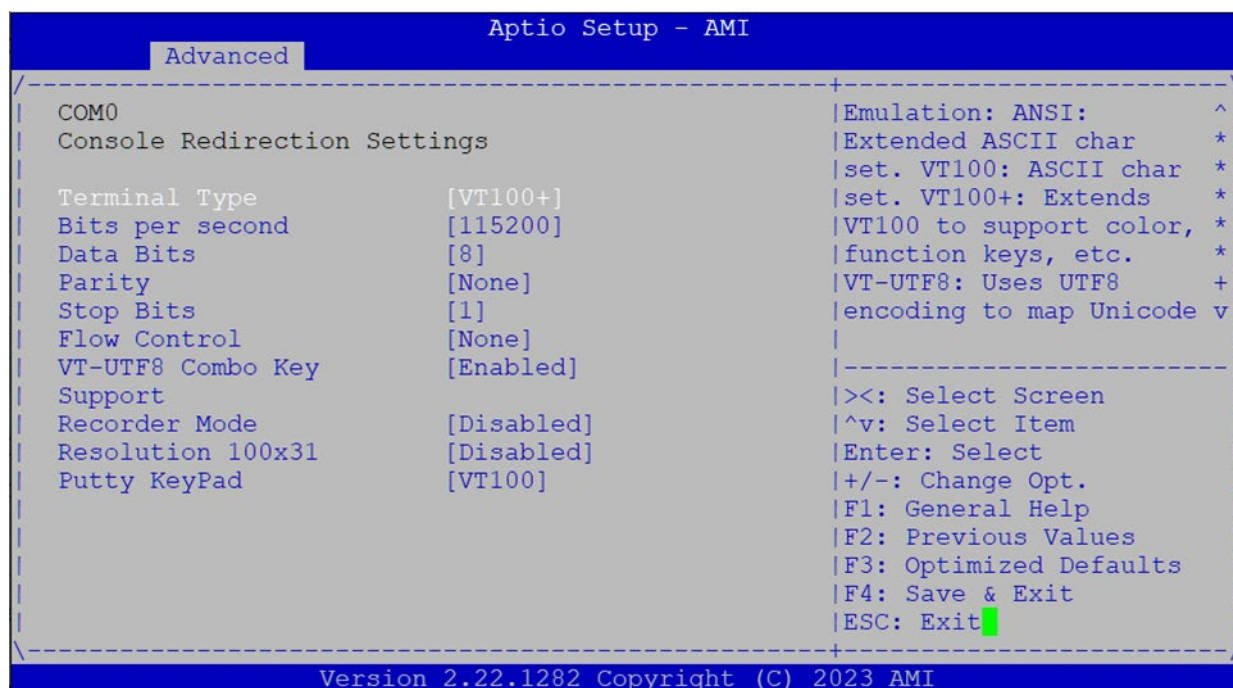 Aptio Setup - AMI
Advanced
COM0
Console Redirection Settings
Terminal Type [VT100+]
Bits per second [115200]
Data Bits [8]
Parity [None]
Stop Bits [1]
Flow Control [None]
VT-UTF8 Combo Key [Enabled]
Support
Recorder Mode [Disabled]
Resolution 100x31 [Disabled]
Putty KeyPad [VT100]
Emulation: ANSI: ^
Extended ASCII char *
set. VT100: ASCII char *
set. VT100+: Extends *
VT100 to support color, *
function keys, etc. *
VT-UTF8: Uses UTF8 +
encoding to map Unicode v
><: Select Screen
^v: Select Item
Enter: Select
+/-: Change Opt.
F1: General Help
F2: Previous Values
F3: Optimized Defaults
F4: Save & Exit
ESC: Exit
Version 2.22.1282 Copyright (C) 2023 AMI